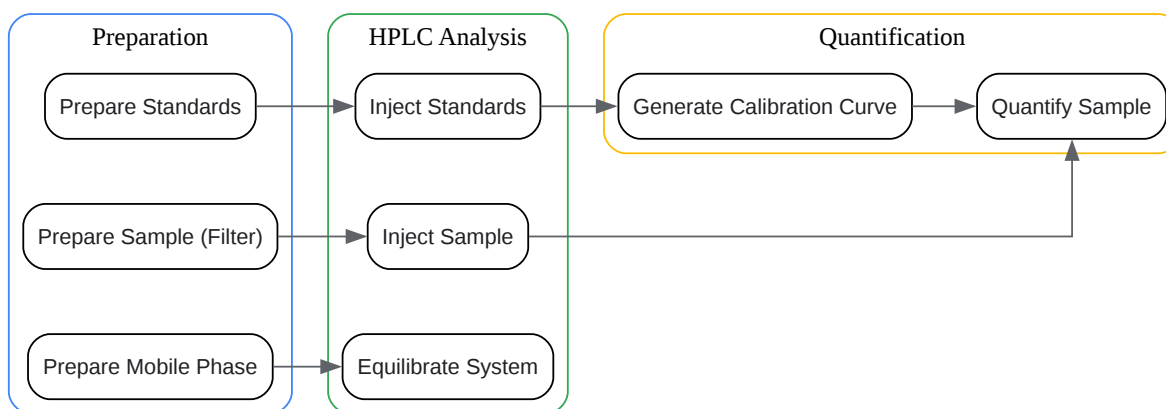 Preparation
HPLC Analysis
Quantification
Prepare Standards
Inject Standards
Generate Calibration Curve
Quantify Sample
Prepare Sample (Filter)
Inject Sample
Prepare Mobile Phase
Equilibrate System